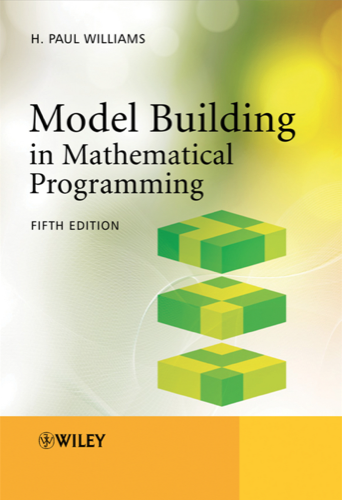 H. PAUL WILLIAMS
Model Building
in Mathematical
Programming
FIFTH EDITION
WILEY